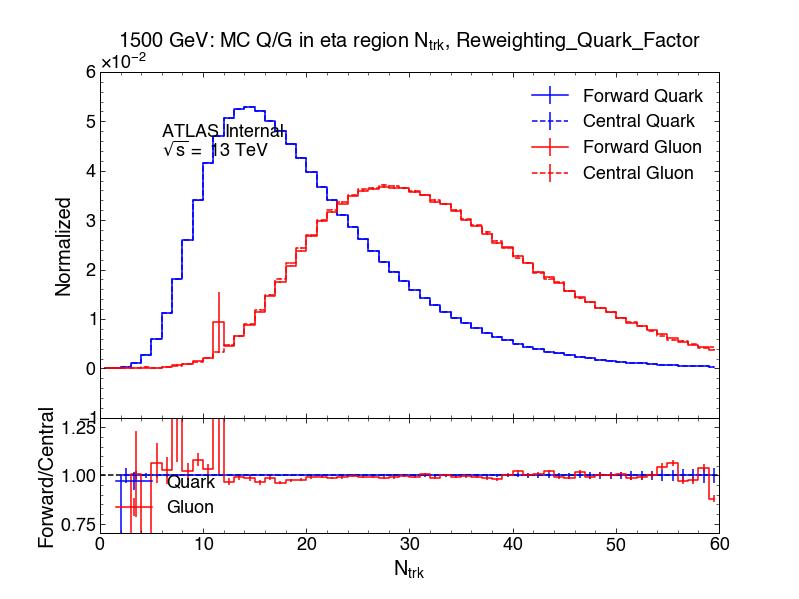 1500 GeV: MC Q/G in eta region N_trk, Reweighting_Quark_Factor
×10⁻²
6
5
4
3
2
1
0
−1
Normalized
ATLAS Internal
√s = 13 TeV
Forward Quark
Central Quark
Forward Gluon
Central Gluon
1.25
1.00
0.75
Forward/Central
Quark
Gluon
0 10 20 30 40 50 60
N_trk